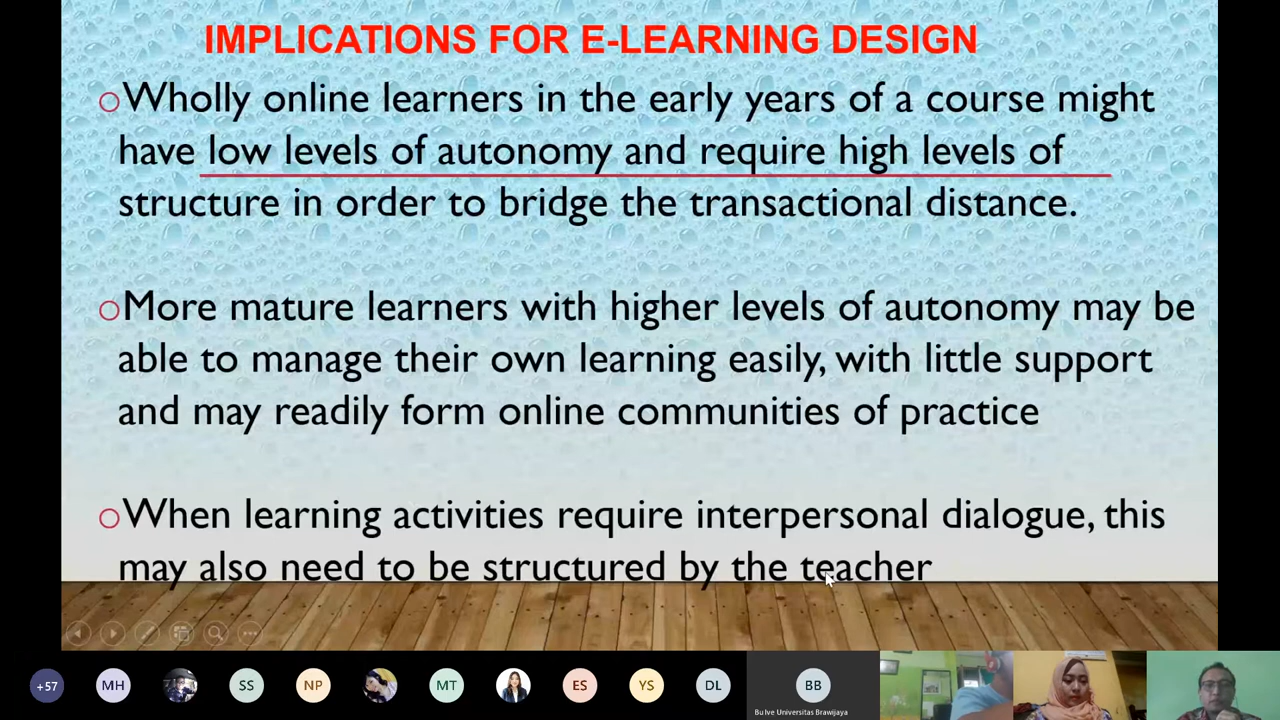 IMPLICATIONS FOR E-LEARNING DESIGN
Wholly online learners in the early years of a course might
have low levels of autonomy and require high levels of
structure in order to bridge the transactional distance.
More mature learners with higher levels of autonomy may be
able to manage their own learning easily, with little support
and may readily form online communities of practice
When learning activities require interpersonal dialogue, this
may also need to be structured by the teacher
+57 MH SS NP MT ES YS DL BB
Bu Ive Universitas Brawijaya